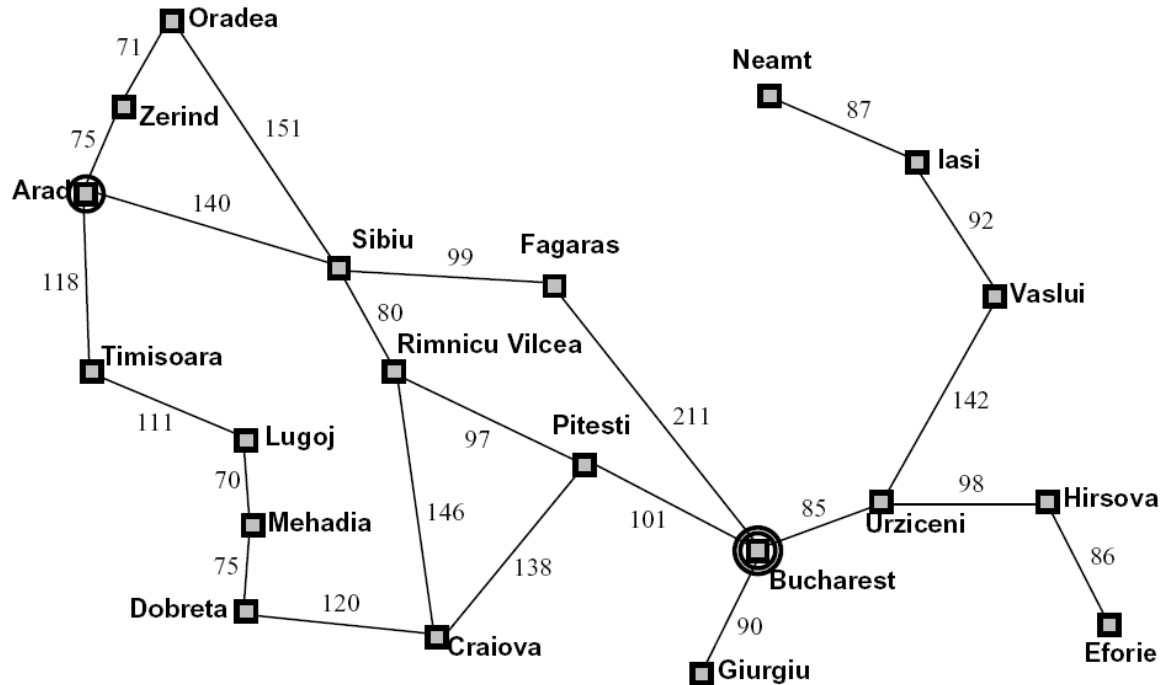 Oradea
71
Neamt
87
Zerind
75
151
Iasi
Arad
140
92
Sibiu
Fagaras
99
118
Vaslui
80
Rimnicu Vilcea
Timisoara
142
211
111
Lugoj
97
Pitesti
70
98
Hirsova
146
85
Urziceni
Mehadia
101
86
75
138
Bucharest
Dobreta
120
90
Craiova
Eforie
Giurgiu